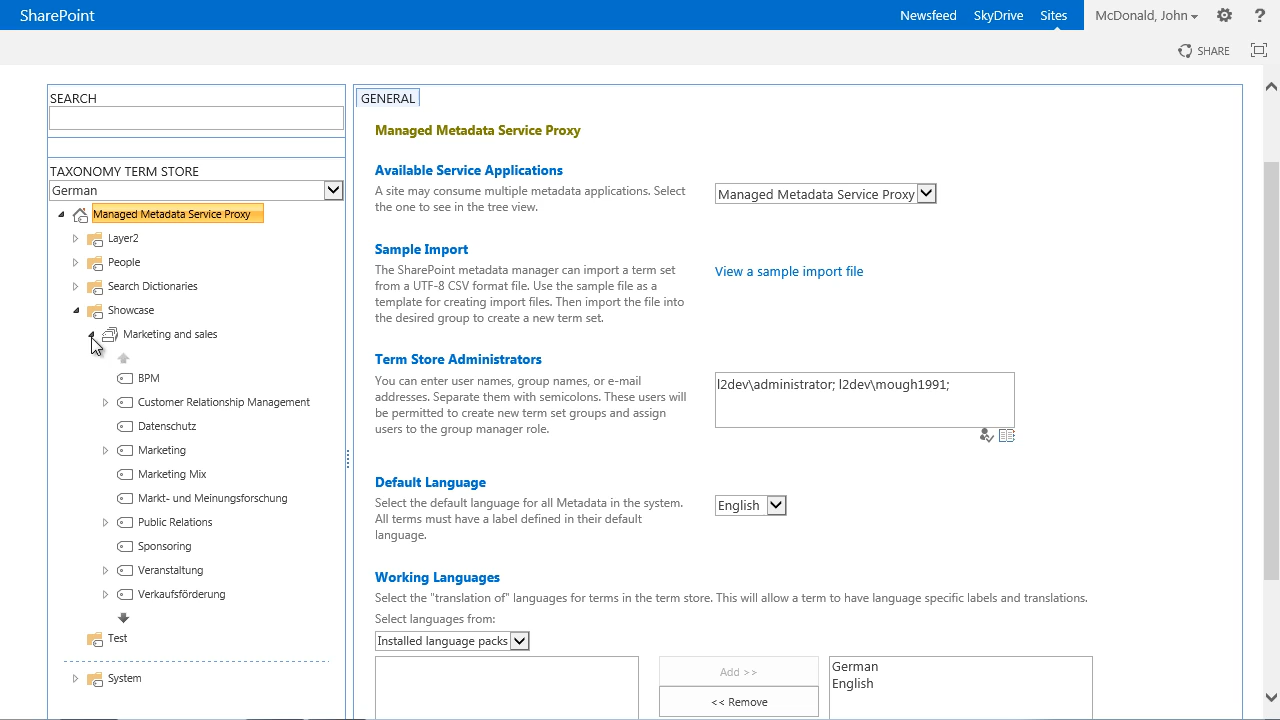 SharePoint
Newsfeed SkyDrive Sites McDonald, John ?
SHARE
SEARCH
TAXONOMY TERM STORE
German
Managed Metadata Service Proxy
Layer2
People
Search Dictionaries
Showcase
Marketing and sales
BPM
Customer Relationship Management
Datenschutz
Marketing
Marketing Mix
Markt- und Meinungsforschung
Public Relations
Sponsoring
Veranstaltung
Verkaufsförderung
Test
System
GENERAL
Managed Metadata Service Proxy
Available Service Applications
A site may consume multiple metadata applications. Select
the one to see in the tree view.
Managed Metadata Service Proxy
Sample Import
The SharePoint metadata manager can import a term set
from a UTF-8 CSV format file. Use the sample file as a
template for creating import files. Then import the file into
the desired group to create a new term set.
View a sample import file
Term Store Administrators
You can enter user names, group names, or e-mail
addresses. Separate them with semicolons. These users will
be permitted to create new term set groups and assign
users to the group manager role.
l2dev\administrator; l2dev\mough1991;
Default Language
Select the default language for all Metadata in the system.
All terms must have a label defined in their default
language.
English
Working Languages
Select the "translation of" languages for terms in the term store. This will allow a term to have language specific labels and translations.
Select languages from:
Installed language packs
Add >>
<< Remove
German
English